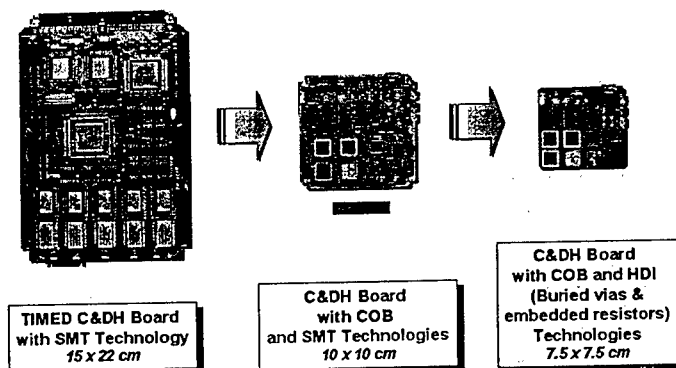 TIMED C&DH Board
with SMT Technology
15 x 22 cm
C&DH Board
with COB
and SMT Technologies
10 x 10 cm
C&DH Board
with COB and HDI
(Buried vias &
embedded resistors)
Technologies
7.5 x 7.5 cm